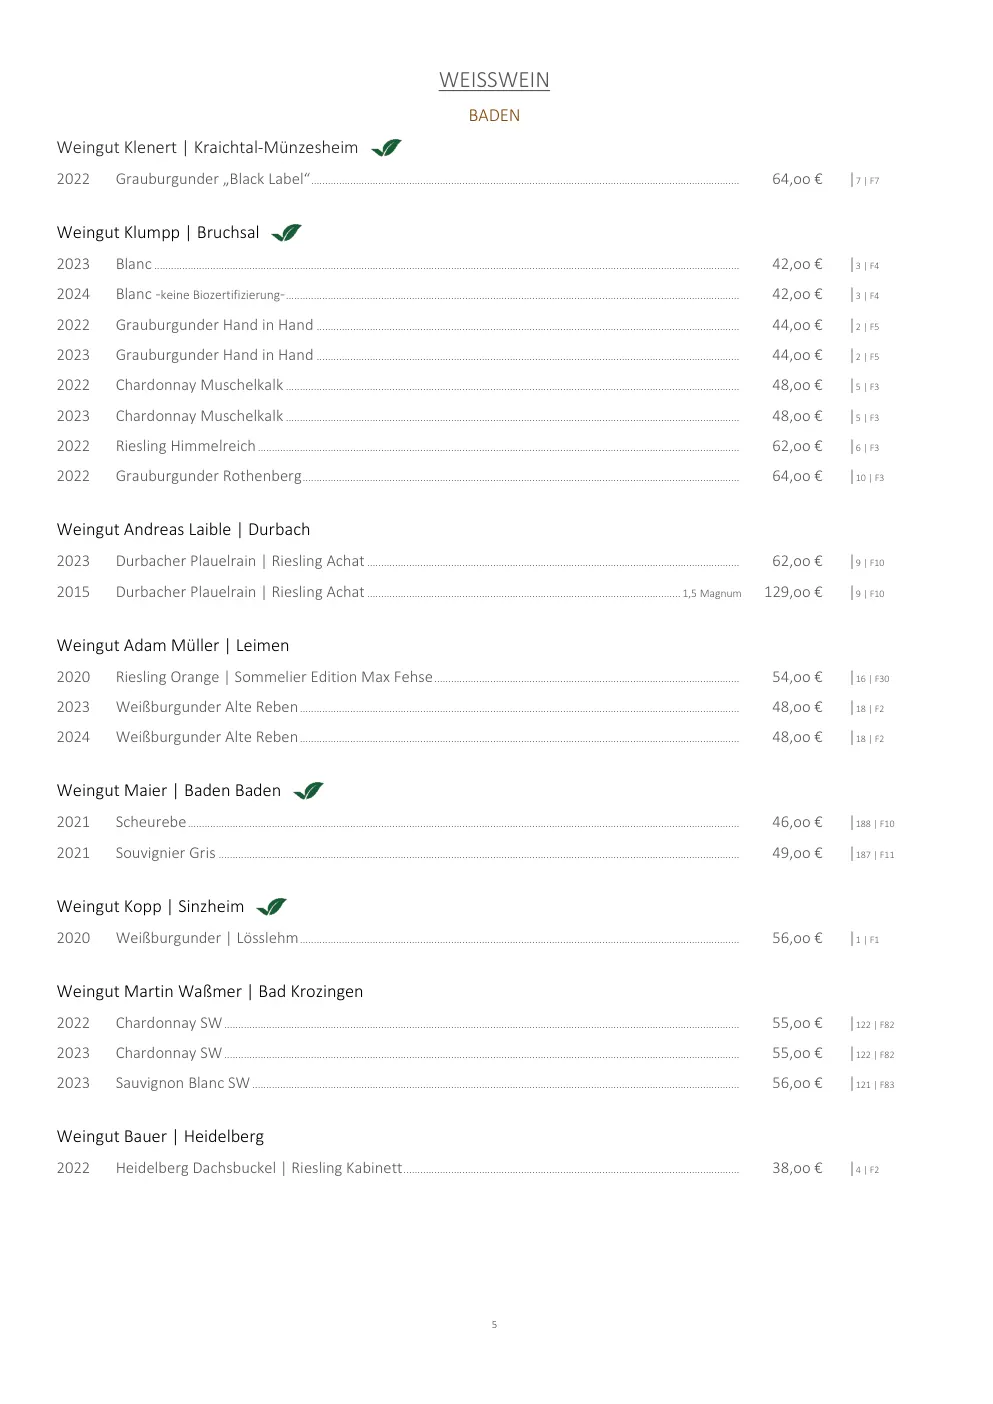 WEISSWEIN
BADEN
Weingut Klenert | Kraichtal-Münzesheim
2022 Grauburgunder „Black Label“ 64,00 € | 7 | F7
Weingut Klumpp | Bruchsal
2023 Blanc 42,00 € | 3 | F4
2024 Blanc -keine Biozertifizierung- 42,00 € | 3 | F4
2022 Grauburgunder Hand in Hand 44,00 € | 2 | F5
2023 Grauburgunder Hand in Hand 44,00 € | 2 | F5
2022 Chardonnay Muschelkalk 48,00 € | 5 | F3
2023 Chardonnay Muschelkalk 48,00 € | 5 | F3
2022 Riesling Himmelreich 62,00 € | 6 | F3
2022 Grauburgunder Rothenberg 64,00 € | 10 | F3
Weingut Andreas Laible | Durbach
2023 Durbacher Plauelrain | Riesling Achat 62,00 € | 9 | F10
2015 Durbacher Plauelrain | Riesling Achat 1,5 Magnum 129,00 € | 9 | F10
Weingut Adam Müller | Leimen
2020 Riesling Orange | Sommelier Edition Max Fehse 54,00 € | 16 | F30
2023 Weißburgunder Alte Reben 48,00 € | 18 | F2
2024 Weißburgunder Alte Reben 48,00 € | 18 | F2
Weingut Maier | Baden Baden
2021 Scheurebe 46,00 € | 188 | F10
2021 Souvignier Gris 49,00 € | 187 | F11
Weingut Kopp | Sinzheim
2020 Weißburgunder | Lösslehm 56,00 € | 1 | F1
Weingut Martin Waßmer | Bad Krozingen
2022 Chardonnay SW 55,00 € | 122 | F82
2023 Chardonnay SW 55,00 € | 122 | F82
2023 Sauvignon Blanc SW 56,00 € | 121 | F83
Weingut Bauer | Heidelberg
2022 Heidelberg Dachsbuckel | Riesling Kabinett 38,00 € | 4 | F2
5